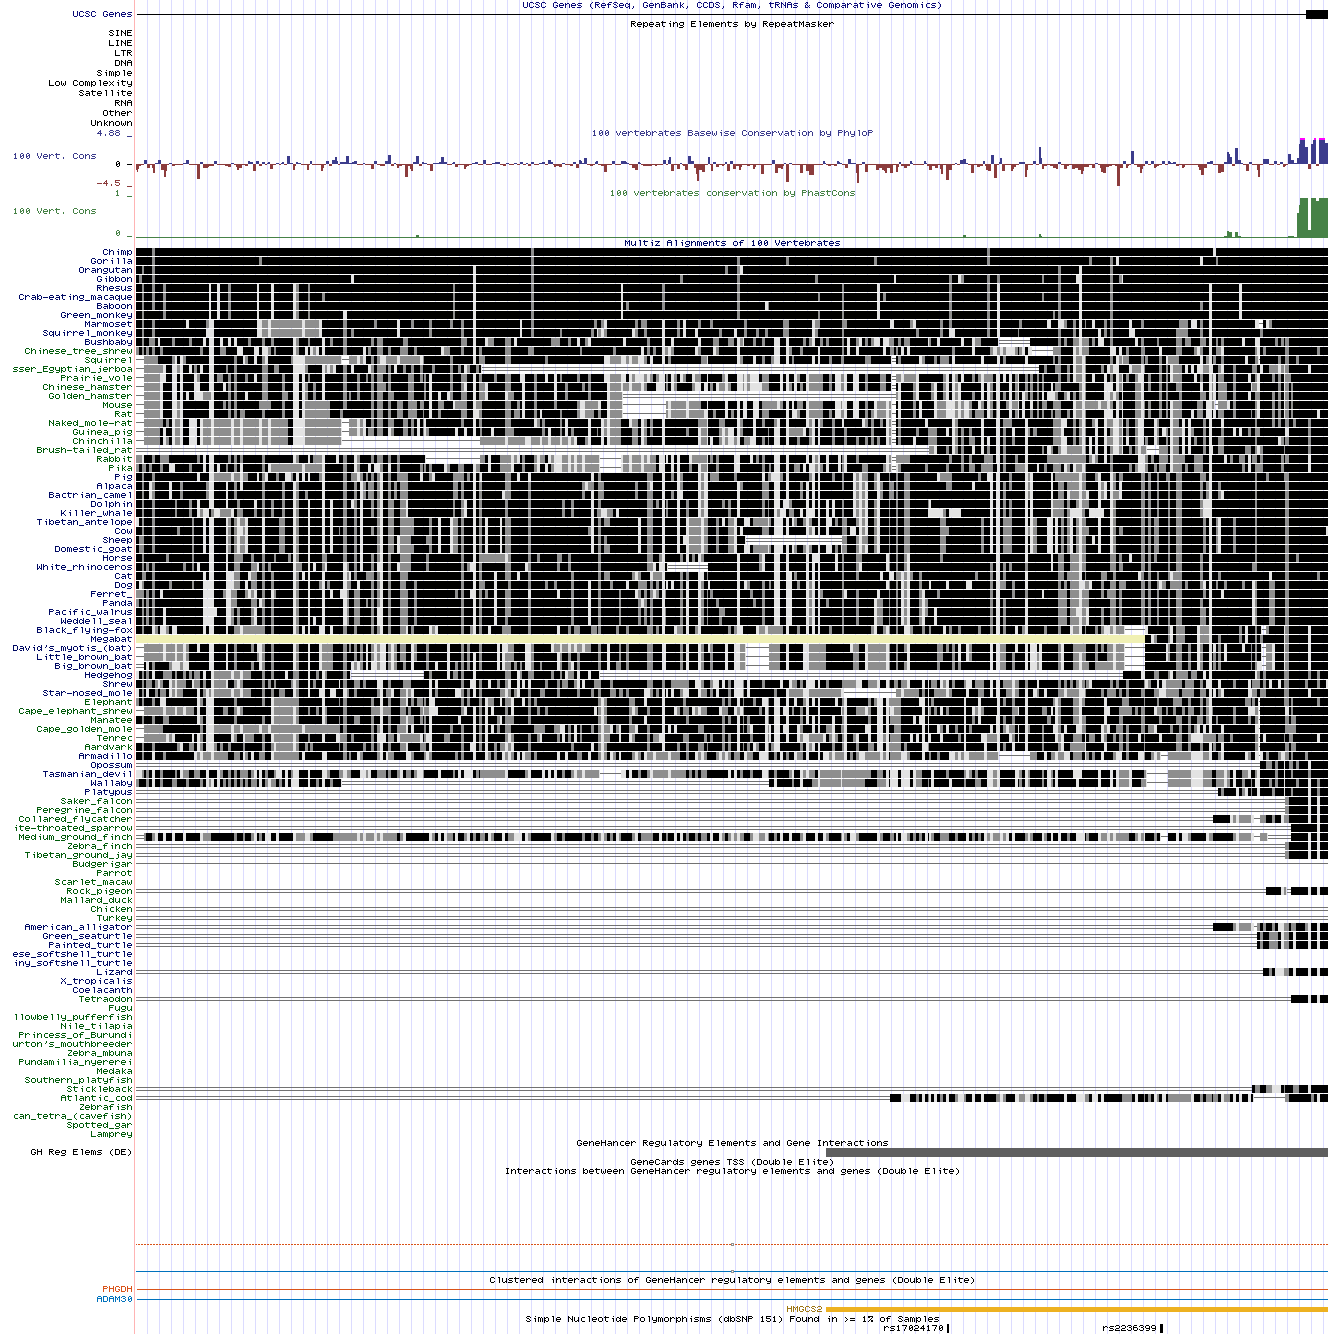 UCSC Genes (RefSeq, GenBank, CCDS, Rfam, tRNAs & Comparative Genomics)
UCSC Genes
Repeating Elements by RepeatMasker
SINE
LINE
LTR
DNA
Simple
Low Complexity
Satellite
RNA
Other
Unknown
4.88 _
100 vertebrates Basewise Conservation by PhyloP
100 Vert. Cons
0 -
-4.5 _
1 _
100 vertebrates conservation by PhastCons
100 Vert. Cons
0 _
Multiz Alignments of 100 Vertebrates
Chimp
Gorilla
Orangutan
Gibbon
Rhesus
Crab-eating_macaque
Baboon
Green_monkey
Marmoset
Squirrel_monkey
Bushbaby
Chinese_tree_shrew
Squirrel
sser_Egyptian_jerboa
Prairie_vole
Chinese_hamster
Golden_hamster
Mouse
Rat
Naked_mole-rat
Guinea_pig
Chinchilla
Brush-tailed_rat
Rabbit
Pika
Pig
Alpaca
Bactrian_camel
Dolphin
Killer_whale
Tibetan_antelope
Cow
Sheep
Domestic_goat
Horse
White_rhinoceros
Cat
Dog
Ferret_
Panda
Pacific_walrus
Weddell_seal
Black_flying-fox
Megabat
David's_myotis_(bat)
Little_brown_bat
Big_brown_bat
Hedgehog
Shrew
Star-nosed_mole
Elephant
Cape_elephant_shrew
Manatee
Cape_golden_mole
Tenrec
Aardvark
Armadillo
Opossum
Tasmanian_devil
Wallaby
Platypus
Saker_falcon
Peregrine_falcon
Collared_flycatcher
ite-throated_sparrow
Medium_ground_finch
Zebra_finch
Tibetan_ground_jay
Budgerigar
Parrot
Scarlet_macaw
Rock_pigeon
Mallard_duck
Chicken
Turkey
American_alligator
Green_seaturtle
Painted_turtle
ese_softshell_turtle
iny_softshell_turtle
Lizard
X_tropicalis
Coelacanth
Tetraodon
Fugu
llowbelly_pufferfish
Nile_tilapia
Princess_of_Burundi
urton's_mouthbreeder
Zebra_mbuna
Pundamilia_nyererei
Medaka
Southern_platyfish
Stickleback
Atlantic_cod
Zebrafish
can_tetra_(cavefish)
Spotted_gar
Lamprey
GeneHancer Regulatory Elements and Gene Interactions
GH Reg Elems (DE)
GeneCards genes TSS (Double Elite)
Interactions between GeneHancer regulatory elements and genes (Double Elite)
Clustered interactions of GeneHancer regulatory elements and genes (Double Elite)
PHGDH
ADAM30
HMGCS2
Simple Nucleotide Polymorphisms (dbSNP 151) Found in >= 1% of Samples
rs17024170
rs2236399